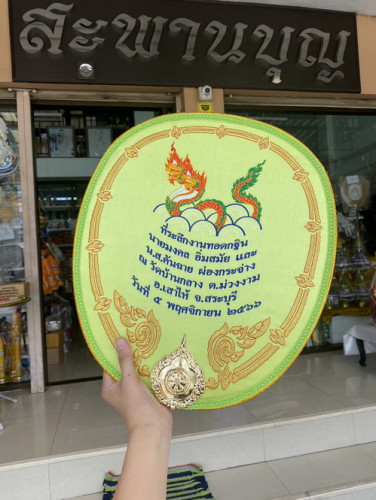 สะพานบุญ
ที่ระลึกงานทอดกฐิน
นายมงคล อิ่มสมัย และ
น.ส.ต้นฉาย ผ่องกระจ่าง
ณ วัดบ้านกลาง ต.ม่วงงาม
อ.เสาไห้ จ.สระบุรี
วันที่ ๕ พฤศจิกายน ๒๕๖๖